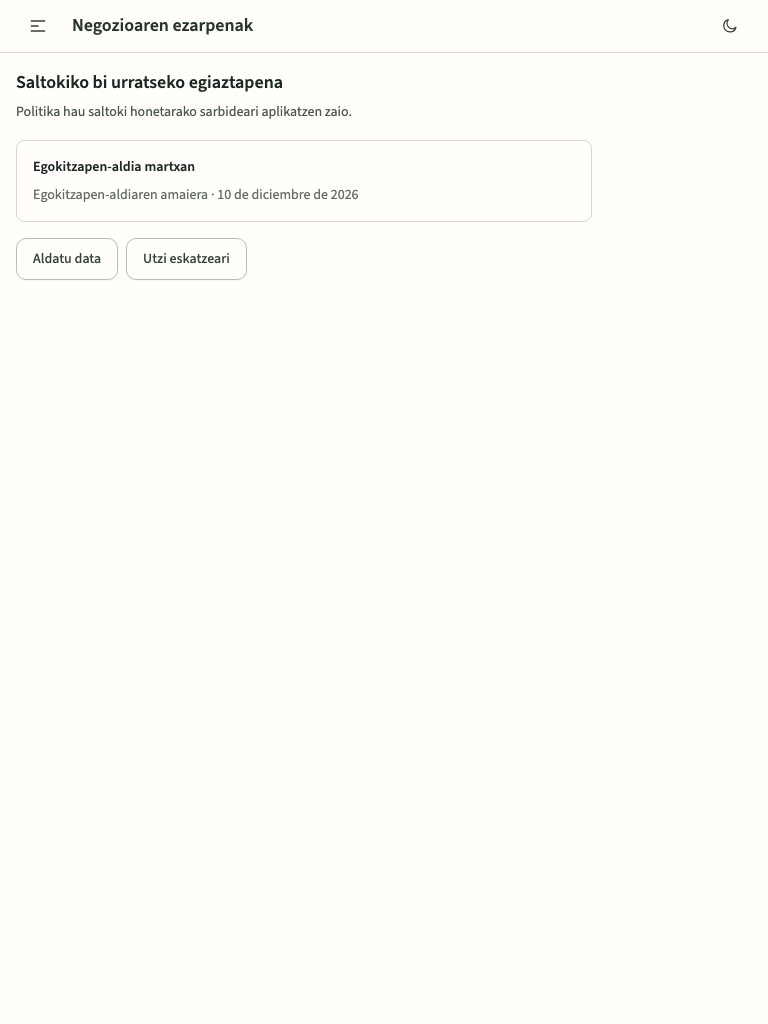 Negozioaren ezarpenak
Saltokiko bi urratseko egiaztapena
Politika hau saltoki honetarako sarbideari aplikatzen zaio.
Egokitzapen-aldia martxan
Egokitzapen-aldiaren amaiera · 10 de diciembre de 2026
Aldatu data
Utzi eskatzeari